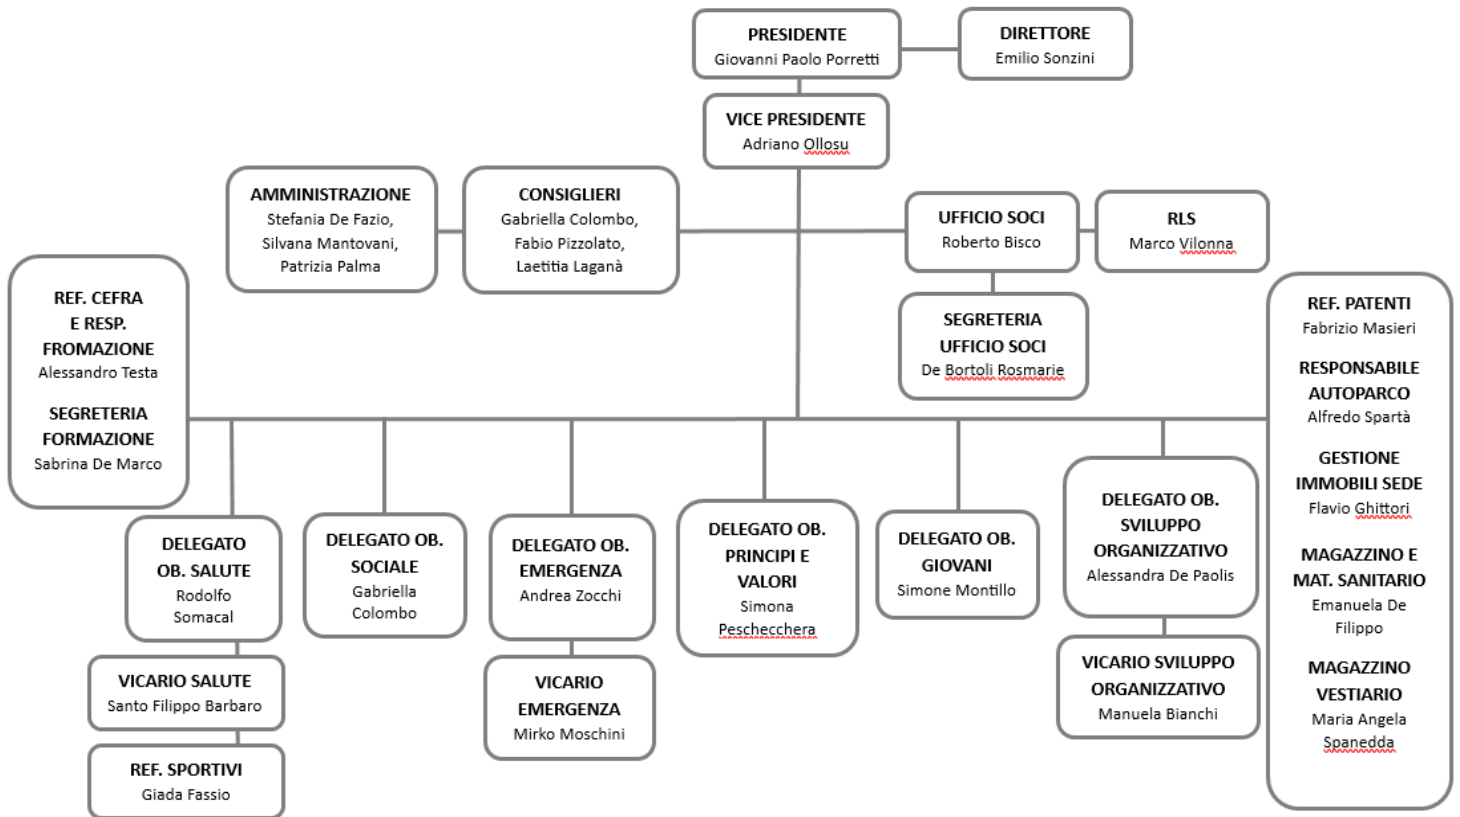 PRESIDENTE
Giovanni Paolo Porretti
DIRETTORE
Emilio Sonzini
VICE PRESIDENTE
Adriano Ollosu
AMMINISTRAZIONE
Stefania De Fazio,
Silvana Mantovani,
Patrizia Palma
CONSIGLIERI
Gabriella Colombo,
Fabio Pizzolato,
Laetitia Laganà
UFFICIO SOCI
Roberto Bisco
RLS
Marco Vilonna
SEGRETERIA
UFFICIO SOCI
De Bortoli Rosmarie
REF. CEFRA
E RESP.
FROMAZIONE
Alessandro Testa
SEGRETERIA
FORMAZIONE
Sabrina De Marco
REF. PATENTI
Fabrizio Masieri
RESPONSABILE
AUTOPARCO
Alfredo Spartà
GESTIONE
IMMOBILI SEDE
Flavio Ghittori
MAGAZZINO E
MAT. SANITARIO
Emanuela De
Filippo
MAGAZZINO
VESTIARIO
Maria Angela
Spanedda
DELEGATO
OB. SALUTE
Rodolfo
Somacal
DELEGATO OB.
SOCIALE
Gabriella
Colombo
DELEGATO OB.
EMERGENZA
Andrea Zocchi
DELEGATO OB.
PRINCIPI E
VALORI
Simona
Peschecchera
DELEGATO OB.
GIOVANI
Simone Montillo
DELEGATO OB.
SVILUPPO
ORGANIZZATIVO
Alessandra De Paolis
VICARIO SALUTE
Santo Filippo Barbaro
VICARIO
EMERGENZA
Mirko Moschini
VICARIO SVILUPPO
ORGANIZZATIVO
Manuela Bianchi
REF. SPORTIVI
Giada Fassio